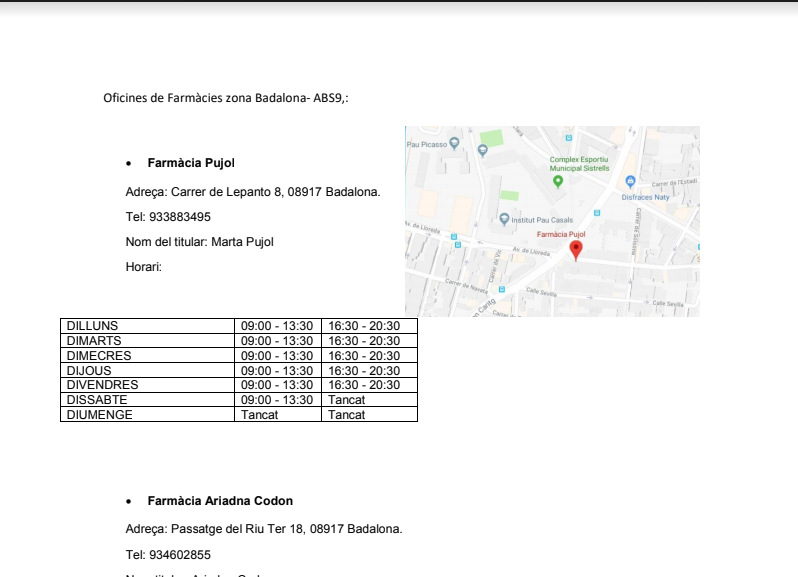 Oficines de Farmàcies zona Badalona- ABS9,:
• Farmàcia Pujol
Adreça: Carrer de Lepanto 8, 08917 Badalona.
Tel: 933883495
Nom del titular: Marta Pujol
Horari:
Pau Picasso
Complex Esportiu
Municipal Sistrells
Carrer de l'Estadi
Disfraces Naty
Institut Pau Casals
Av. de Lloreda
Farmàcia Pujol
Av. de Lloreda
Carrer de Navata
Calle Sevilla
Calle Sevilla
DILLUNS 09:00 - 13:30 16:30 - 20:30
DIMARTS 09:00 - 13:30 16:30 - 20:30
DIMECRES 09:00 - 13:30 16:30 - 20:30
DIJOUS 09:00 - 13:30 16:30 - 20:30
DIVENDRES 09:00 - 13:30 16:30 - 20:30
DISSABTE 09:00 - 13:30 Tancat
DIUMENGE Tancat Tancat
• Farmàcia Ariadna Codon
Adreça: Passatge del Riu Ter 18, 08917 Badalona.
Tel: 934602855